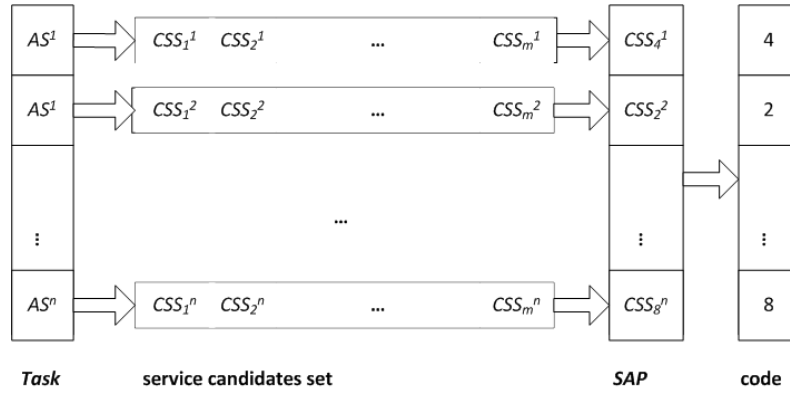 AS¹ CSS₁¹ CSS₂¹ ... CSSₘ¹ CSS₄¹ 4
AS¹ CSS₁² CSS₂² ... CSSₘ² CSS₂² 2
...
... ... ...
ASⁿ CSS₁ⁿ CSS₂ⁿ ... CSSₘⁿ CSS₈ⁿ 8
Task service candidates set SAP code